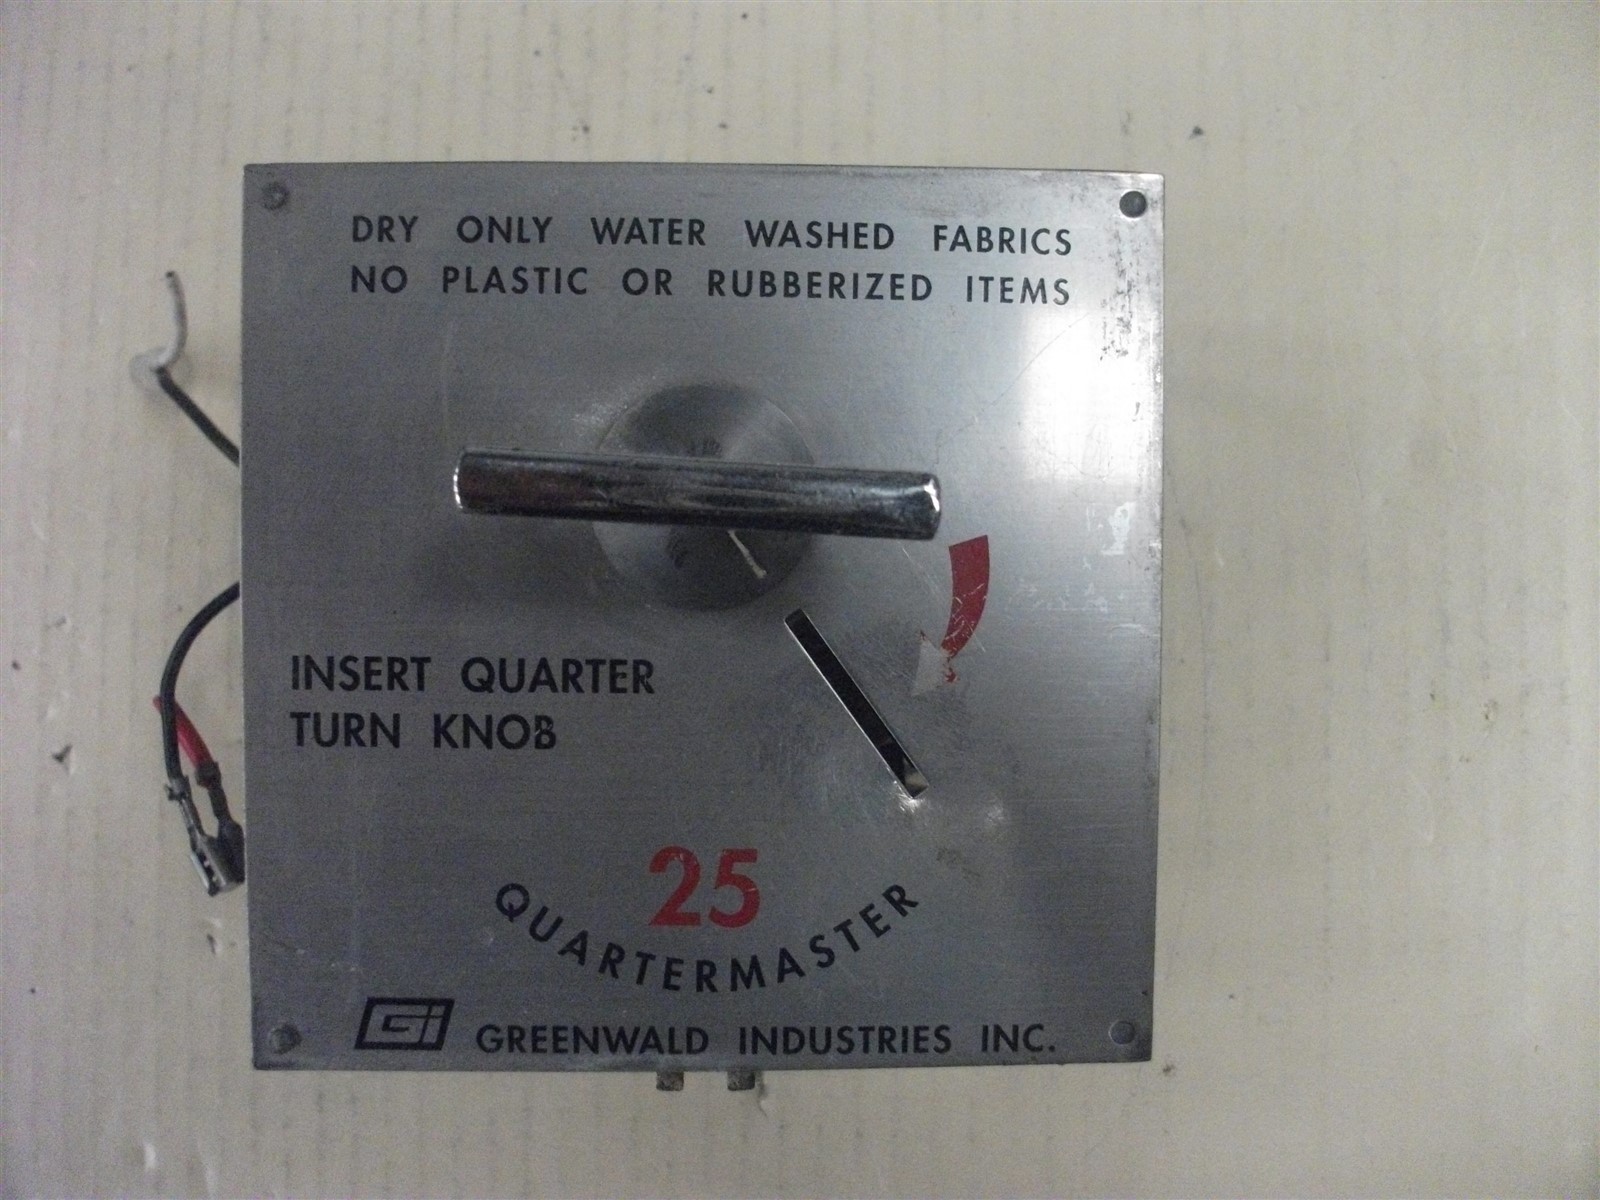 DRY ONLY WATER WASHED FABRICS
NO PLASTIC OR RUBBERIZED ITEMS
INSERT QUARTER
TURN KNOB
25
QUARTERMASTER
Gi GREENWALD INDUSTRIES INC.